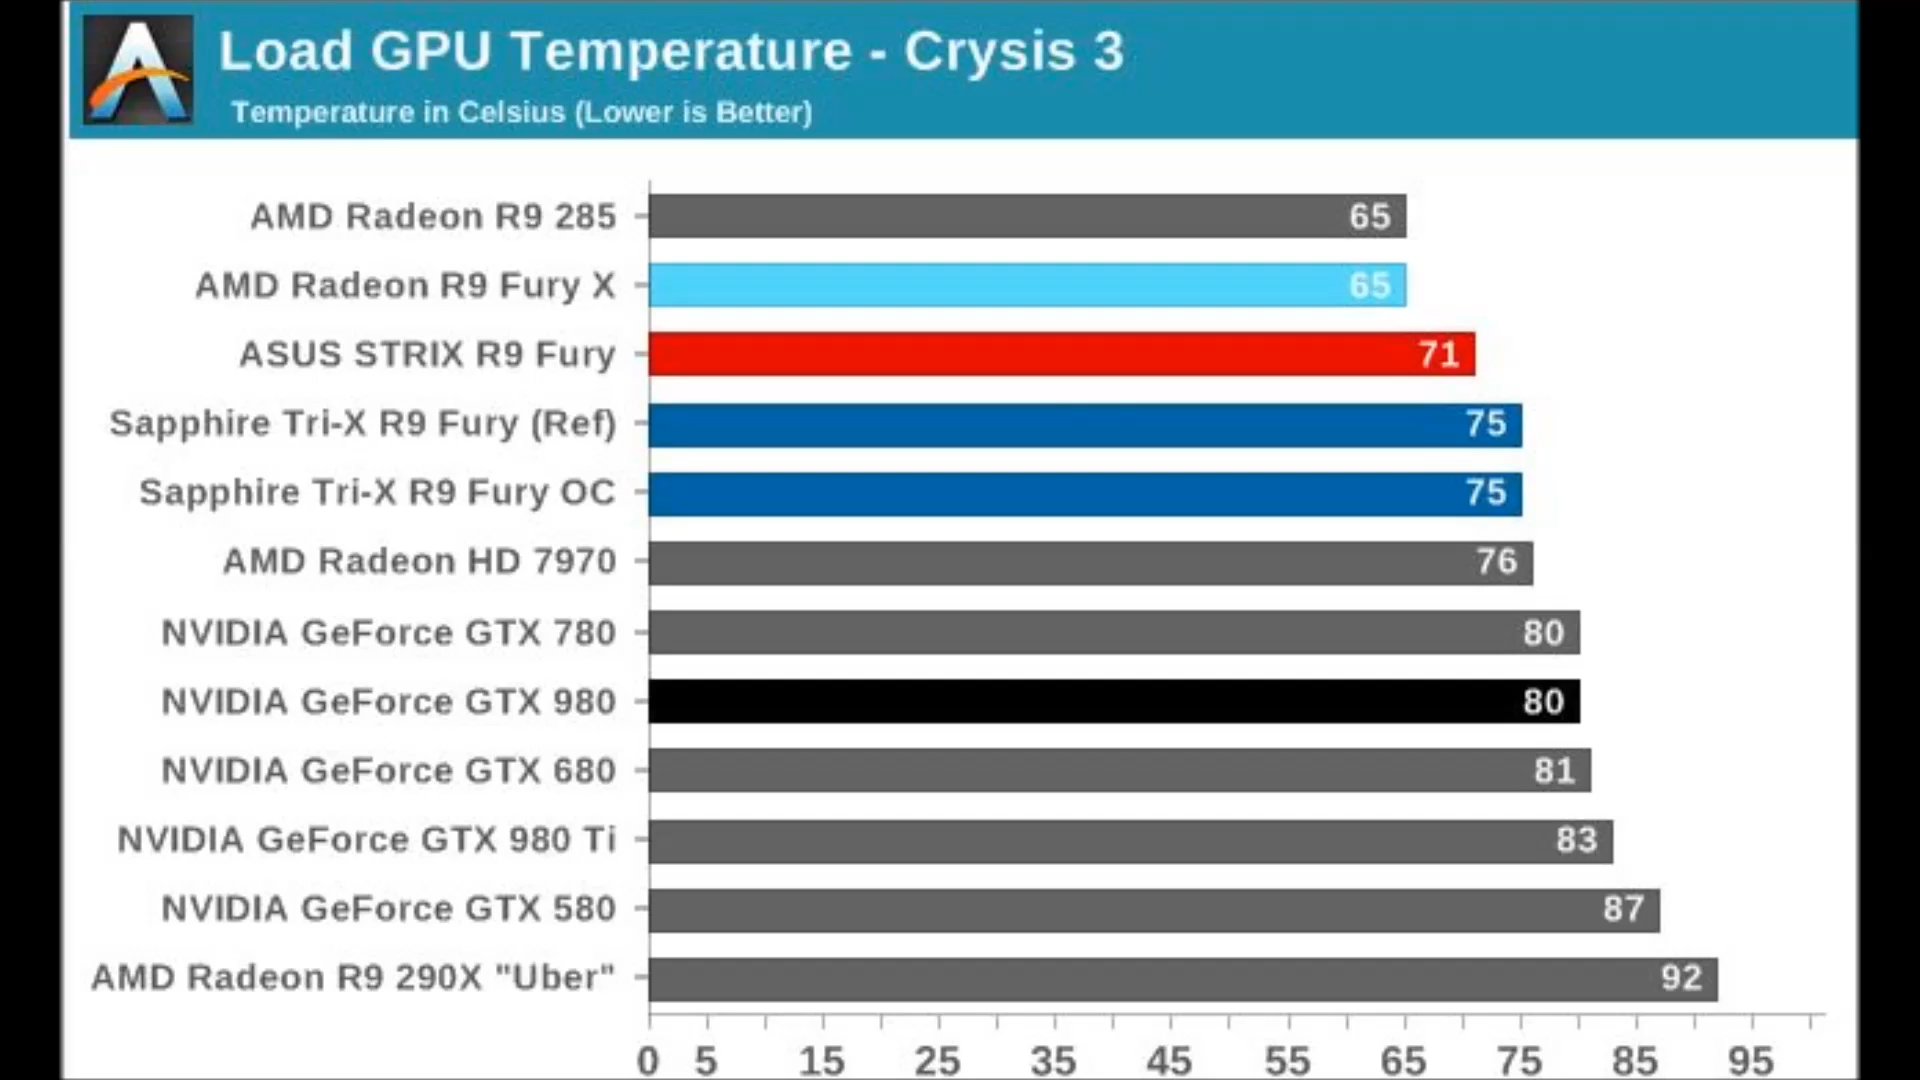 Load GPU Temperature - Crysis 3
Temperature in Celsius (Lower is Better)
AMD Radeon R9 285 65
AMD Radeon R9 Fury X 65
ASUS STRIX R9 Fury 71
Sapphire Tri-X R9 Fury (Ref) 75
Sapphire Tri-X R9 Fury OC 75
AMD Radeon HD 7970 76
NVIDIA GeForce GTX 780 80
NVIDIA GeForce GTX 980 80
NVIDIA GeForce GTX 680 81
NVIDIA GeForce GTX 980 Ti 83
NVIDIA GeForce GTX 580 87
AMD Radeon R9 290X "Uber" 92
0 5 15 25 35 45 55 65 75 85 95